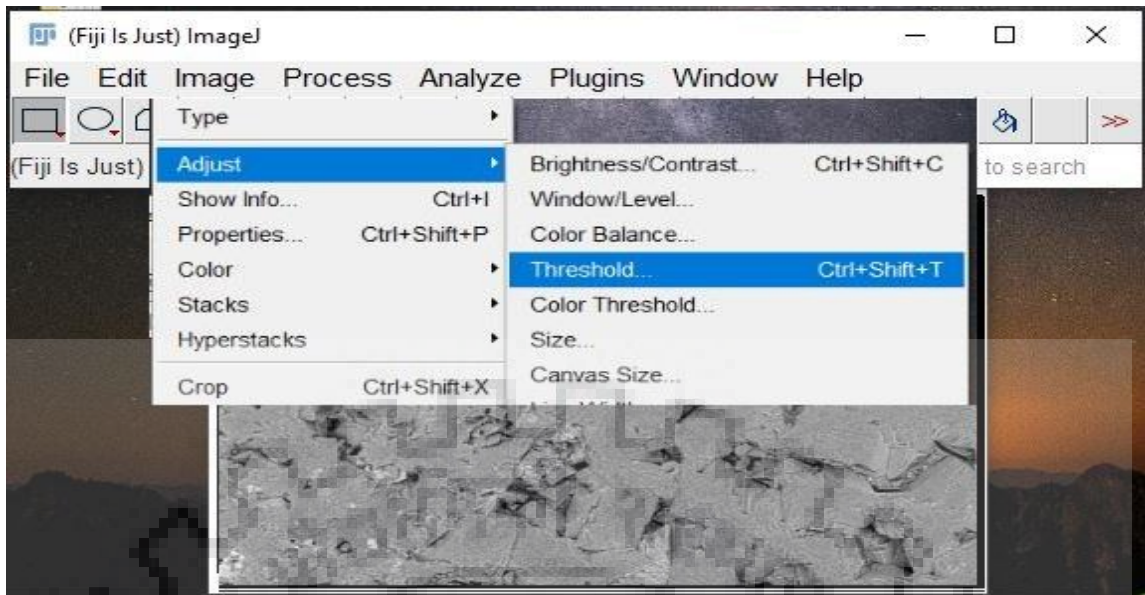 (Fiji Is Just) ImageJ
File Edit Image Process Analyze Plugins Window Help
>>
(Fiji Is Just)
to search
Type
Adjust
Show Info... Ctrl+I
Properties... Ctrl+Shift+P
Color
Stacks
Hyperstacks
Crop Ctrl+Shift+X
Brightness/Contrast... Ctrl+Shift+C
Window/Level...
Color Balance...
Threshold... Ctrl+Shift+T
Color Threshold...
Size...
Canvas Size...